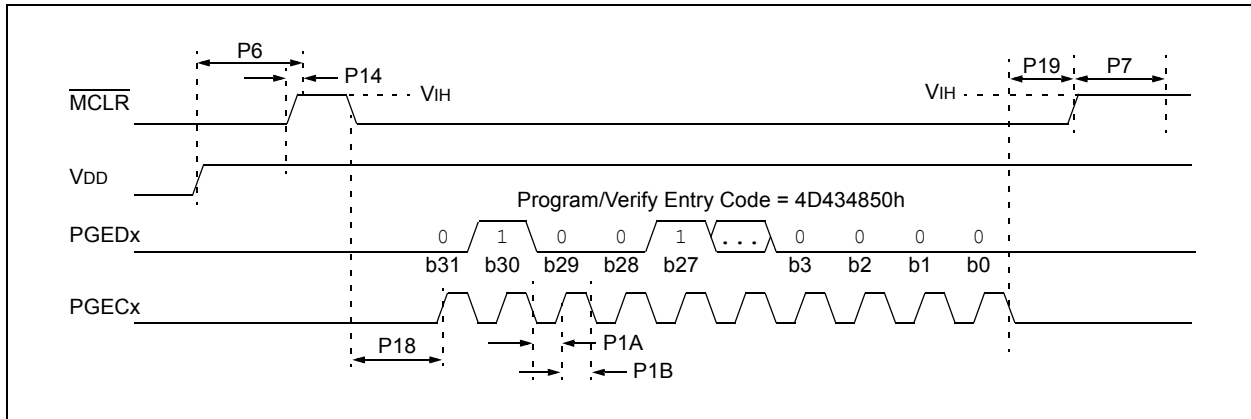 P6
P14
P19 P7
MCLR
VIH
VIH
VDD
Program/Verify Entry Code = 4D434850h
PGEDx
0 1 0 0 1 ... 0 0 0 0
b31 b30 b29 b28 b27 b3 b2 b1 b0
PGECx
P18
P1A
P1B